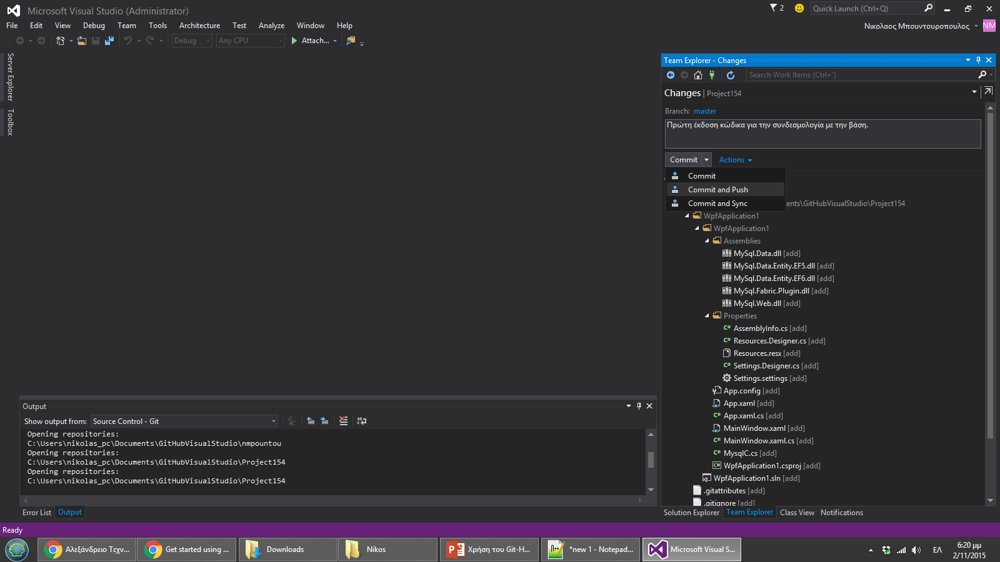 Microsoft Visual Studio (Administrator)
2
Quick Launch (Ctrl+Q)
File Edit View Debug Team Tools Architecture Test Analyze Window Help
Νικολαος Μπουντουροπουλος NM
Debug Any CPU Attach...
Server Explorer
Toolbox
Team Explorer - Changes
Search Work Items (Ctrl+')
Changes | Project154
Branch: master
Πρώτη έκδοση κώδικα για την συνδεσμολογία με την βάση.
Commit Actions
Commit
Commit and Push
Commit and Sync
ents\GitHubVisualStudio\Project154
WpfApplication1
WpfApplication1
Assemblies
MySql.Data.dll [add]
MySql.Data.Entity.EF5.dll [add]
MySql.Data.Entity.EF6.dll [add]
MySql.Fabric.Plugin.dll [add]
MySql.Web.dll [add]
Properties
AssemblyInfo.cs [add]
Resources.Designer.cs [add]
Resources.resx [add]
Settings.Designer.cs [add]
Settings.settings [add]
App.config [add]
App.xaml [add]
App.xaml.cs [add]
MainWindow.xaml [add]
MainWindow.xaml.cs [add]
MysqlC.cs [add]
WpfApplication1.csproj [add]
WpfApplication1.sln [add]
.gitattributes [add]
.gitignore [add]
Solution Explorer Team Explorer Class View Notifications
Output
Show output from: Source Control - Git
Opening repositories:
C:\Users\nikolas_pc\Documents\GitHubVisualStudio\nmpountou
Opening repositories:
C:\Users\nikolas_pc\Documents\GitHubVisualStudio\Project154
Opening repositories:
C:\Users\nikolas_pc\Documents\GitHubVisualStudio\Project154
Error List Output
Ready
Αλεξάνδρειο Τεχν...
Get started using ...
Downloads
Nikos
Χρήση του Git-H...
*new 1 - Notepad...
Microsoft Visual S...
ΕΛ
6:20 μμ
2/11/2015